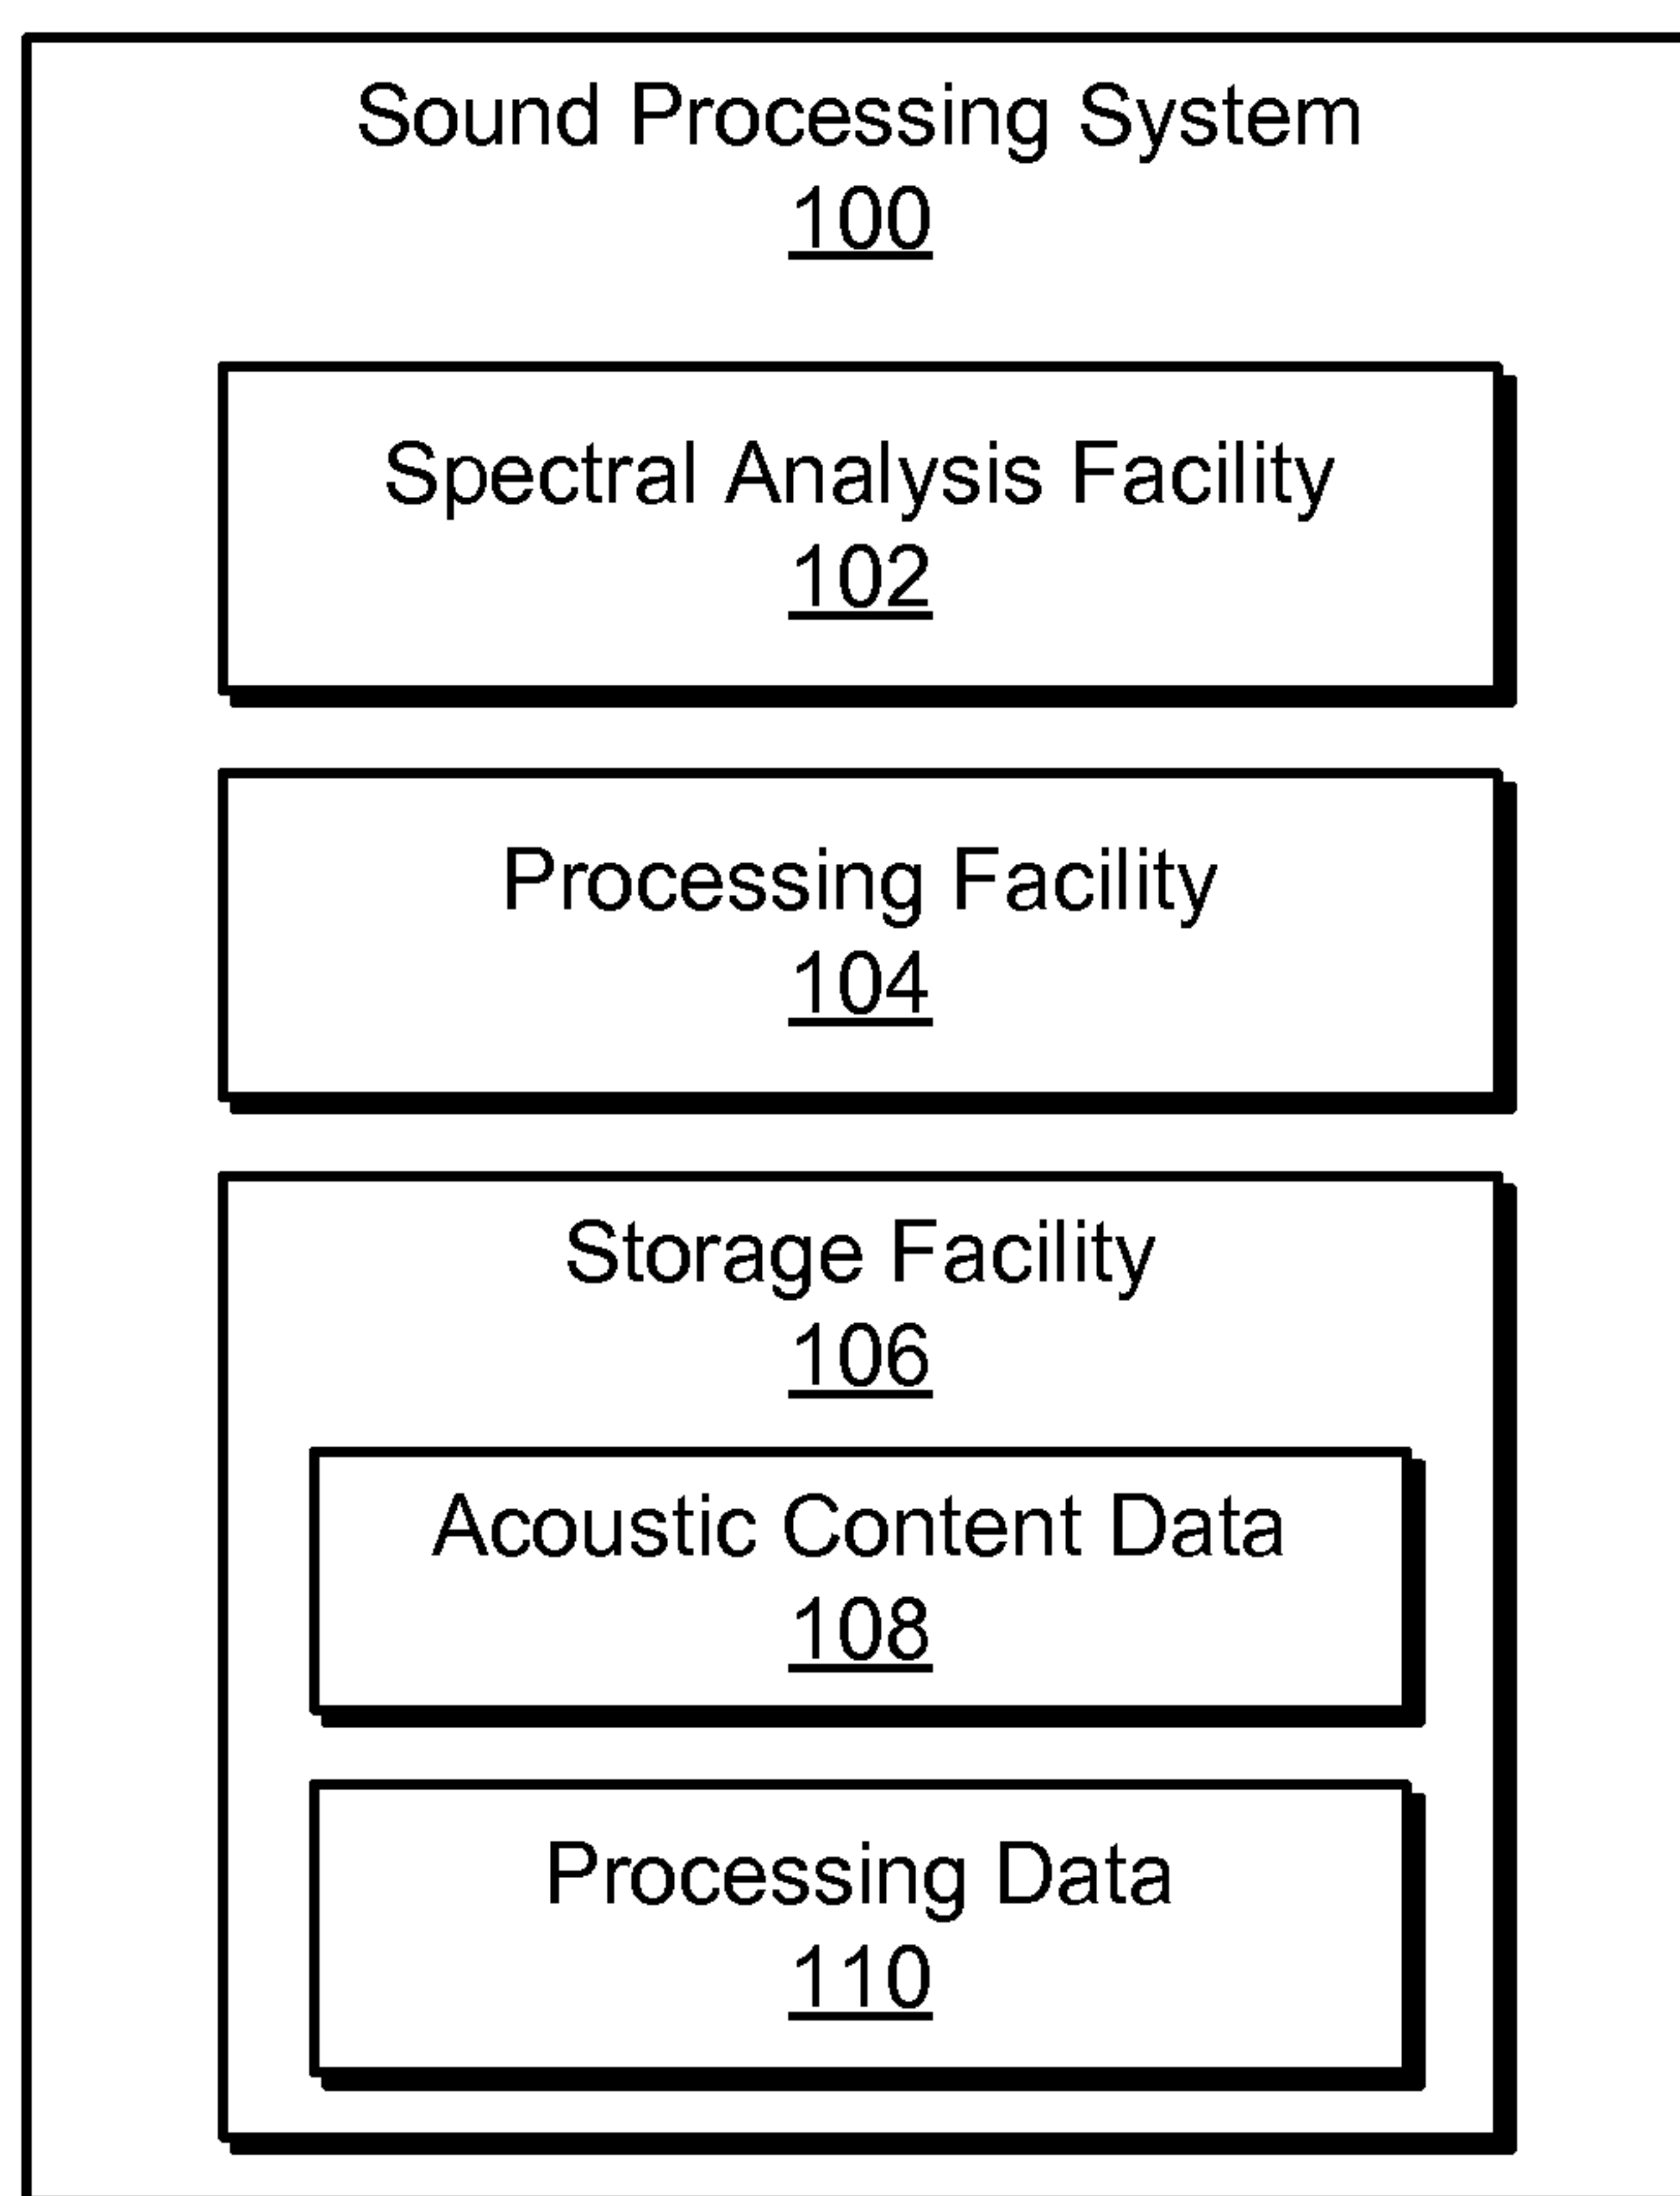 Sound Processing System
100
Spectral Analysis Facility
102
Processing Facility
104
Storage Facility
106
Acoustic Content Data
108
Processing Data
110